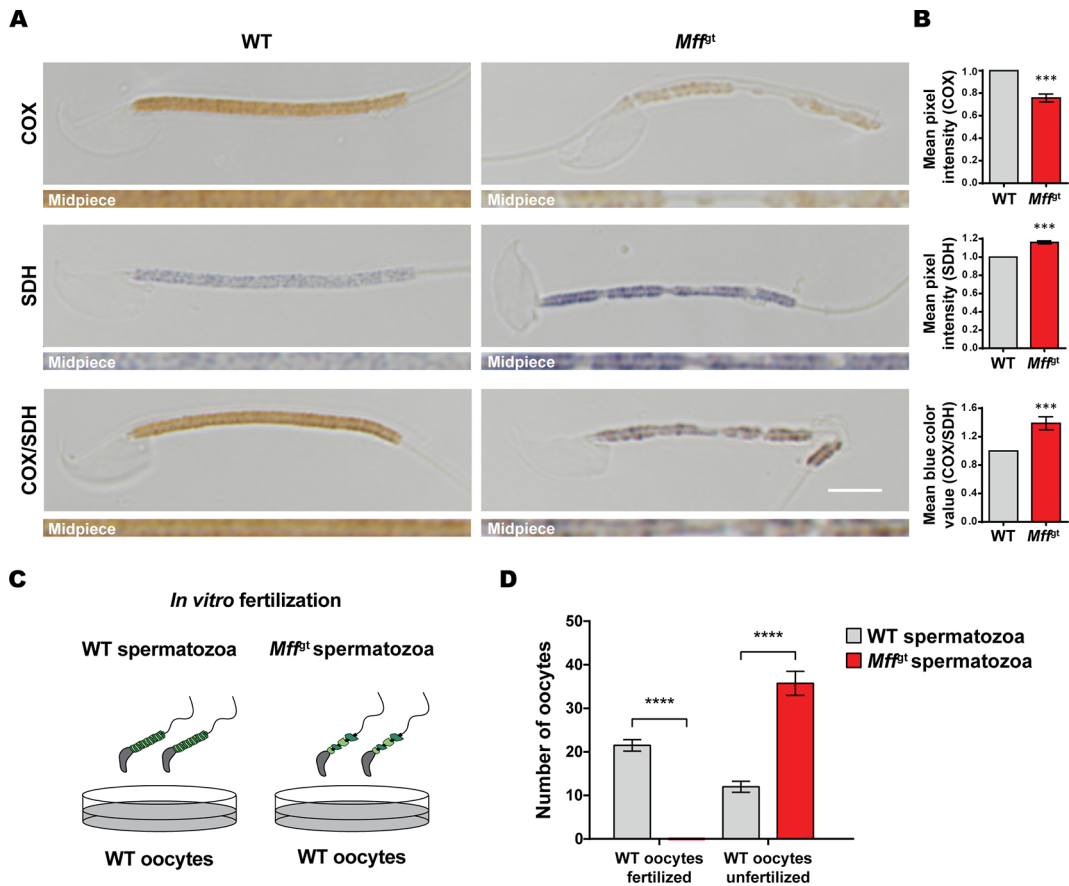 A
WT
Mffgt
COX
Midpiece
Midpiece
SDH
Midpiece
Midpiece
COX/SDH
Midpiece
Midpiece
B
Mean pixel
intensity (COX)
1.0
0.8
0.6
0.4
0.2
0.0
***
WT
Mffgt
Mean pixel
intensity (SDH)
1.2
1.0
0.8
0.6
0.4
0.2
0.0
***
WT
Mffgt
Mean blue color
value (COX/SDH)
1.6
1.2
0.8
0.4
0.0
***
WT
Mffgt
C
In vitro fertilization
WT spermatozoa
Mffgt spermatozoa
WT oocytes
WT oocytes
D
Number of oocytes
50
40
30
20
10
0
****
****
WT oocytes
fertilized
WT oocytes
unfertilized
WT spermatozoa
Mffgt spermatozoa